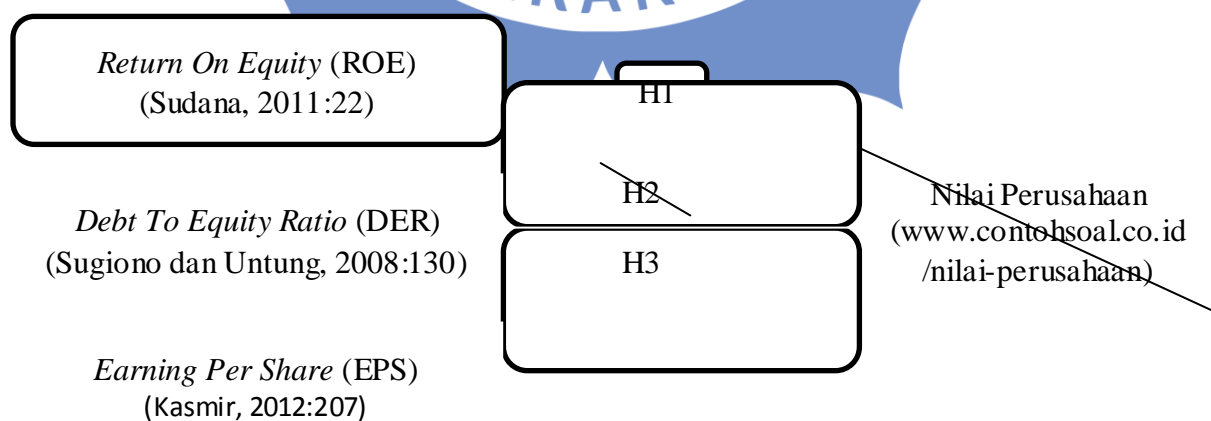 Return On Equity (ROE)
(Sudana, 2011:22)
H1
H2
Debt To Equity Ratio (DER)
(Sugiono dan Untung, 2008:130)
H3
Nilai Perusahaan
(www.contohsoal.co.id
/nilai-perusahaan)
Earning Per Share (EPS)
(Kasmir, 2012:207)